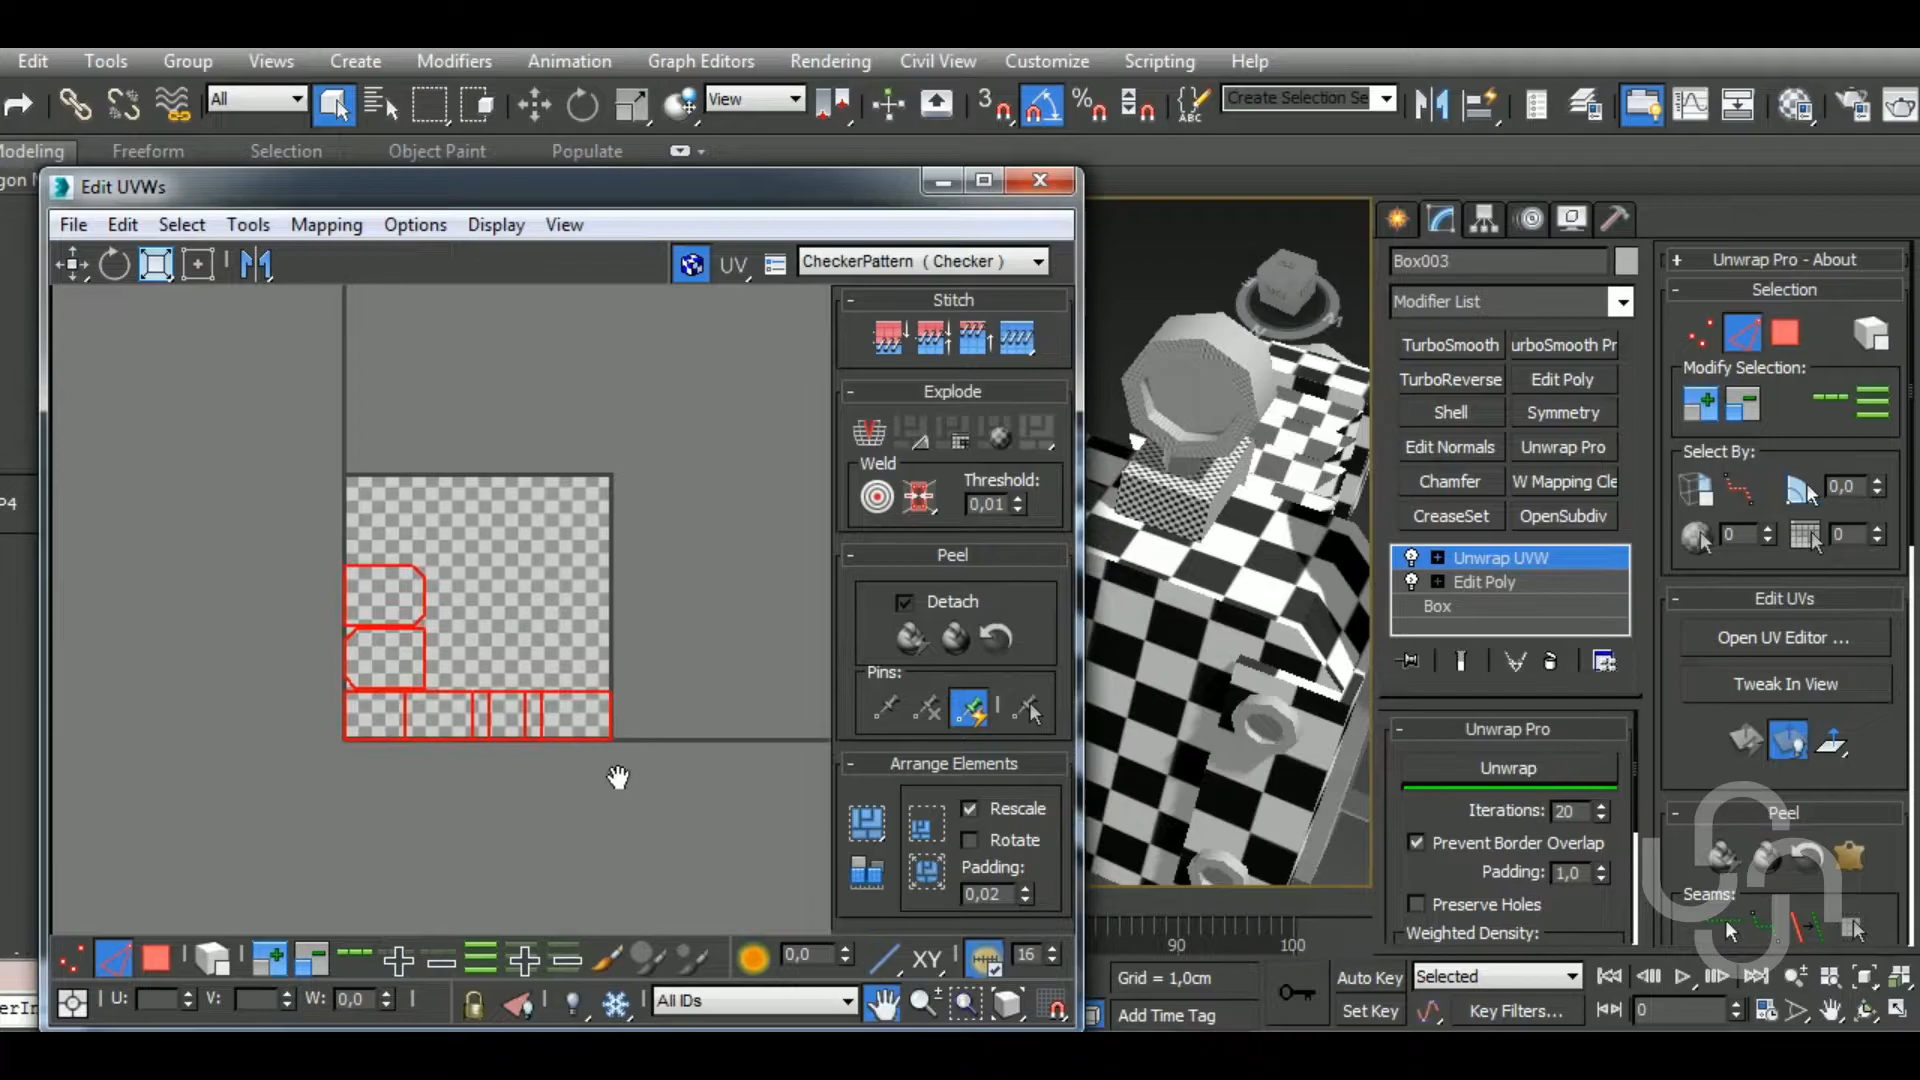 Edit Tools Group Views Create Modifiers Animation Graph Editors Rendering Civil View Customize Scripting Help
All View 3 % ABC Create Selection Se
odeling Freeform Selection Object Paint Populate
gon
Edit UVWs
File Edit Select Tools Mapping Options Display View
UV CheckerPattern ( Checker )
- Stitch
- Explode
Weld
Threshold:
0,01
- Peel
Detach
Pins:
- Arrange Elements
Rescale
Rotate
Padding:
0,02
0,0 XY 16
U: V: W: 0,0 All IDs
P4
erIn
90 100
Grid = 1,0cm
Add Time Tag
Auto Key Selected
Set Key Key Filters... 0
Box003
Modifier List
TurboSmooth urboSmooth Pr
TurboReverse Edit Poly
Shell Symmetry
Edit Normals Unwrap Pro
Chamfer W Mapping Cle
CreaseSet OpenSubdiv
Unwrap UVW
Edit Poly
Box
- Unwrap Pro
Unwrap
Iterations: 20
Prevent Border Overlap
Padding: 1,0
Preserve Holes
Weighted Density:
+ Unwrap Pro - About
- Selection
Modify Selection:
Select By:
0,0
0 0
- Edit UVs
Open UV Editor ...
Tweak In View
- Peel
Seams: